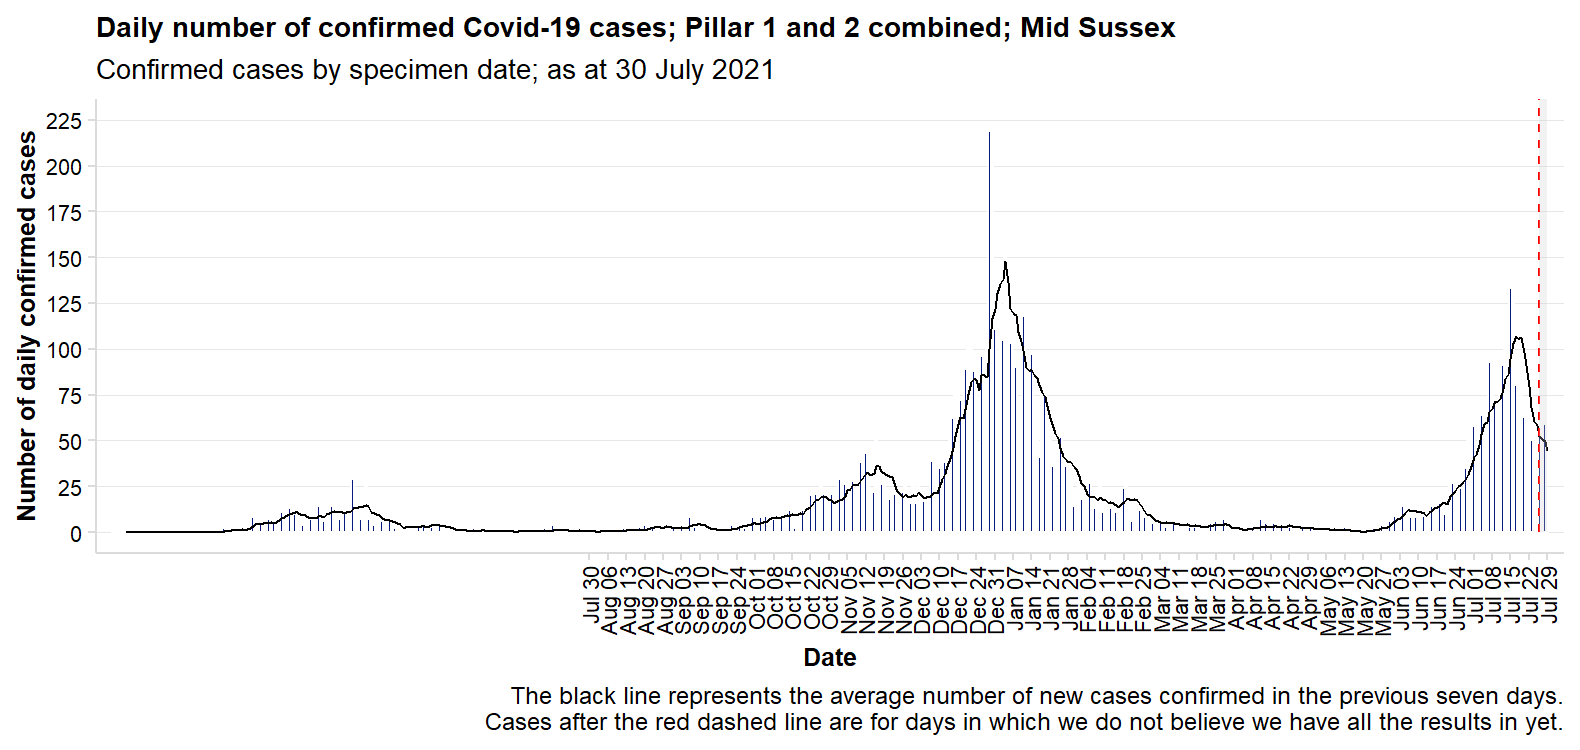 Daily number of confirmed Covid-19 cases; Pillar 1 and 2 combined; Mid Sussex
Confirmed cases by specimen date; as at 30 July 2021
Number of daily confirmed cases
225
200
175
150
125
100
75
50
25
0
Jul 30
Aug 06
Aug 13
Aug 20
Aug 27
Sep 03
Sep 10
Sep 17
Sep 24
Oct 01
Oct 08
Oct 15
Oct 22
Oct 29
Nov 05
Nov 12
Nov 19
Nov 26
Dec 03
Dec 10
Dec 17
Dec 24
Dec 31
Jan 07
Jan 14
Jan 21
Jan 28
Feb 04
Feb 11
Feb 18
Feb 25
Mar 04
Mar 11
Mar 18
Mar 25
Apr 01
Apr 08
Apr 15
Apr 22
Apr 29
May 06
May 13
May 20
May 27
Jun 03
Jun 10
Jun 17
Jun 24
Jul 01
Jul 08
Jul 15
Jul 22
Jul 29
Date
The black line represents the average number of new cases confirmed in the previous seven days.
Cases after the red dashed line are for days in which we do not believe we have all the results in yet.